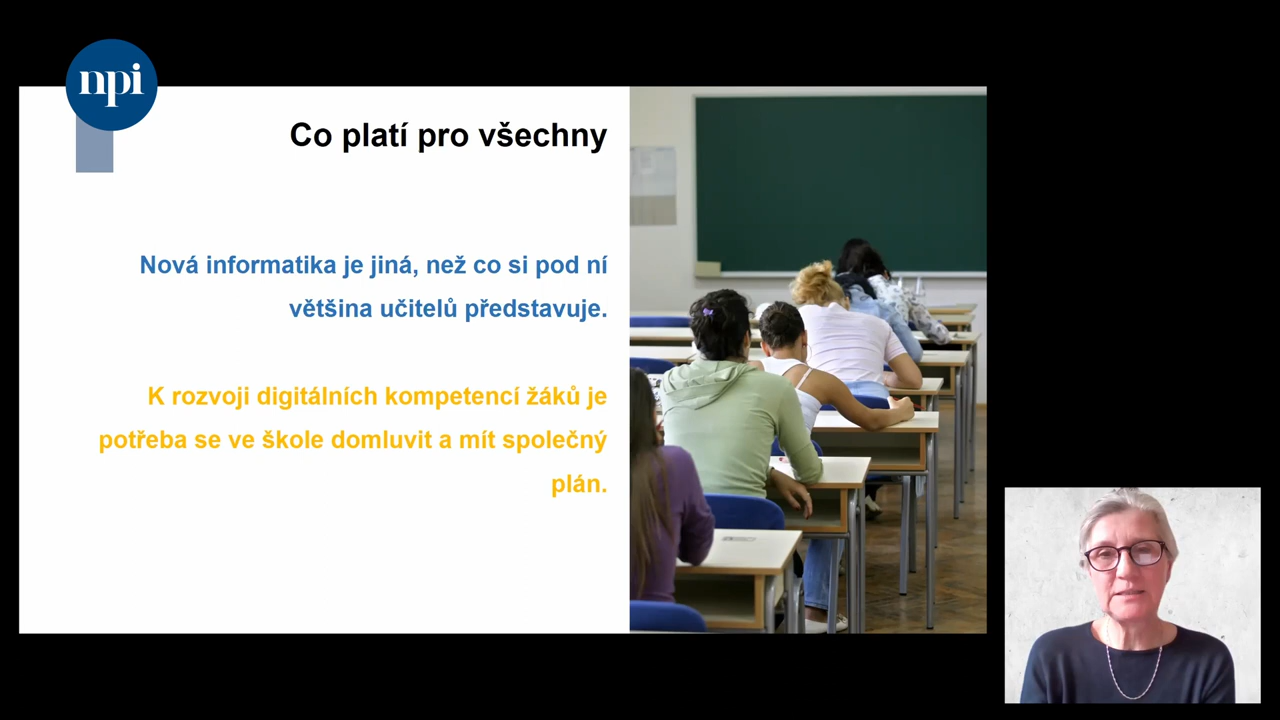 npi
Co platí pro všechny
Nová informatika je jiná, než co si pod ní
většina učitelů představuje.
K rozvoji digitálních kompetencí žáků je
potřeba se ve škole domluvit a mít společný
plán.